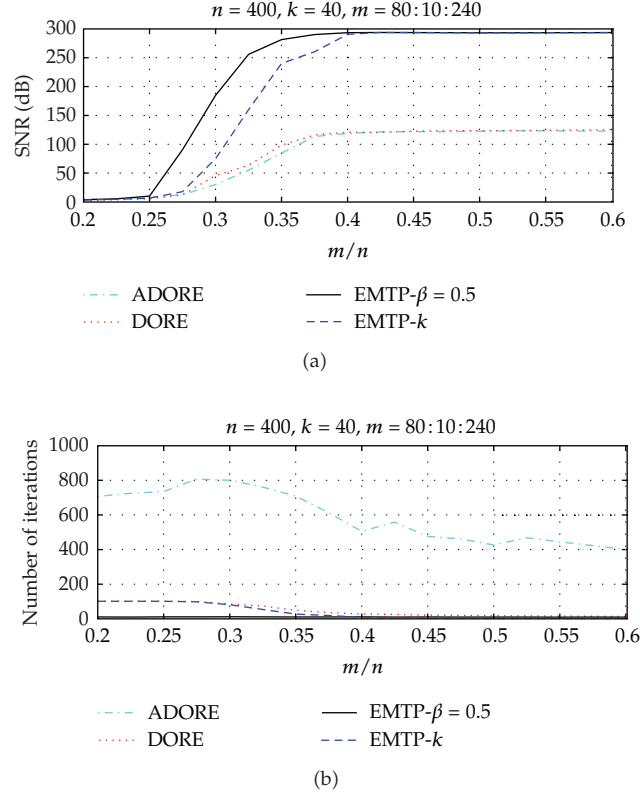 n = 400, k = 40, m = 80:10:240
300
250
200
150
100
50
0
SNR (dB)
0.2 0.25 0.3 0.35 0.4 0.45 0.5 0.55 0.6
m/n
ADORE
DORE
EMTP-β = 0.5
EMTP-k
(a)
n = 400, k = 40, m = 80:10:240
1000
800
600
400
200
0
Number of iterations
0.2 0.25 0.3 0.35 0.4 0.45 0.5 0.55 0.6
m/n
ADORE
DORE
EMTP-β = 0.5
EMTP-k
(b)